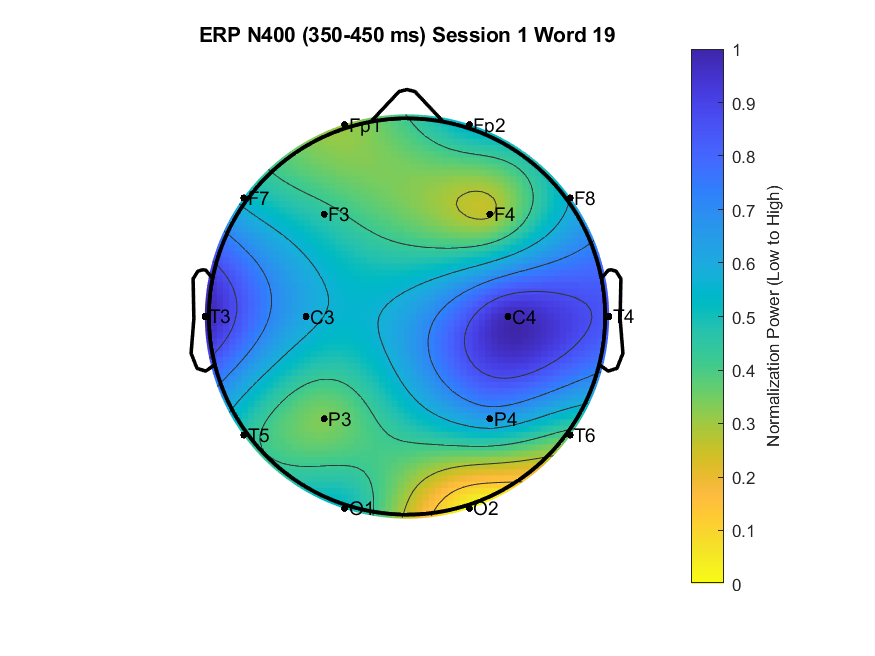 ERP N400 (350-450 ms) Session 1 Word 19
Fp1
Fp2
F7
F3
F4
F8
T3
C3
C4
T4
T5
P3
P4
T6
O1
O2
1
0.9
0.8
0.7
0.6
0.5
0.4
0.3
0.2
0.1
0
Normalization Power (Low to High)